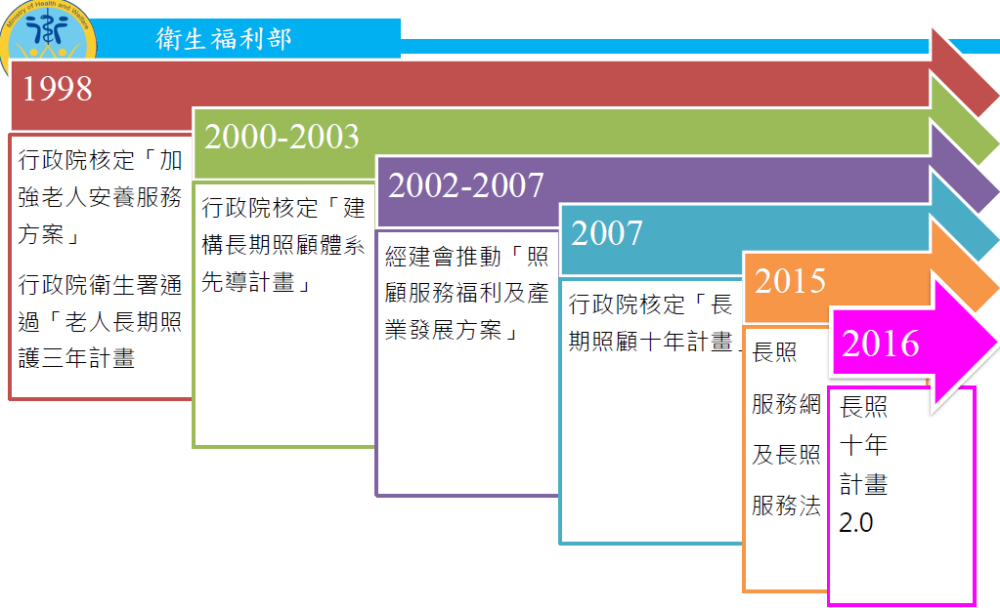 Ministry of Health and Welfare
衛生福利部
1998
行政院核定「加
強老人安養服務
方案」
行政院衛生署通
過「老人長期照
護三年計畫
2000-2003
行政院核定「建
構長期照顧體系
先導計畫」
2002-2007
經建會推動「照
顧服務福利及產
業發展方案」
2007
行政院核定「長
期照顧十年計畫」
2015
長照
服務網
及長照
服務法
2016
長照
十年
計畫
2.0